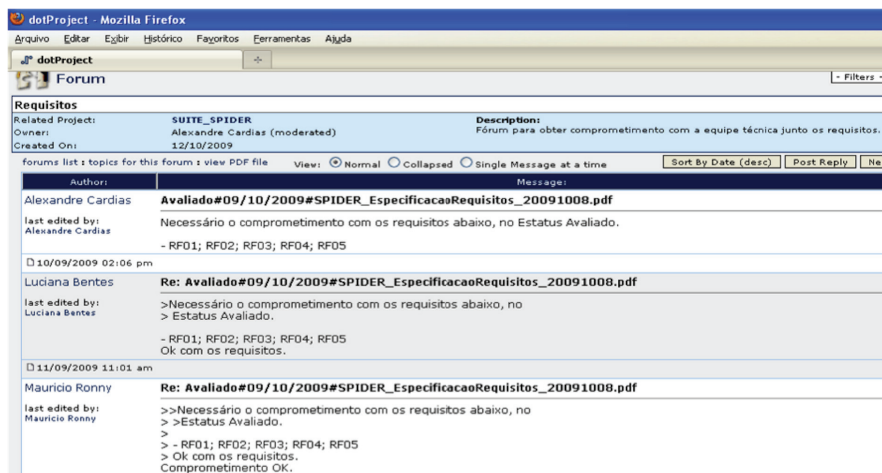 dotProject - Mozilla Firefox
Arquivo Editar Exibir Histórico Favoritos Ferramentas Ajuda
dotProject
Forum
- Filters -
Requisitos
Related Project: SUITE_SPIDER Description:
Owner: Alexandre Cardias (moderated) Fórum para obter comprometimento com a equipe técnica junto os requisitos.
Created On: 12/10/2009
forums list : topics for this forum : view PDF file View: Normal Collapsed Single Message at a time Sort By Date (desc) Post Reply Ne
Author: Message:
Alexandre Cardias Avaliado#09/10/2009#SPIDER_EspecificacaoRequisitos_20091008.pdf
last edited by: Necessário o comprometimento com os requisitos abaixo, no Estatus Avaliado.
Alexandre Cardias
- RF01; RF02; RF03; RF04; RF05
10/09/2009 02:06 pm
Luciana Bentes Re: Avaliado#09/10/2009#SPIDER_EspecificacaoRequisitos_20091008.pdf
last edited by: >Necessário o comprometimento com os requisitos abaixo, no
Luciana Bentes > Estatus Avaliado.
- RF01; RF02; RF03; RF04; RF05
Ok com os requisitos.
11/09/2009 11:01 am
Mauricio Ronny Re: Avaliado#09/10/2009#SPIDER_EspecificacaoRequisitos_20091008.pdf
last edited by: >>Necessário o comprometimento com os requisitos abaixo, no
Mauricio Ronny > >Estatus Avaliado.
>
> - RF01; RF02; RF03; RF04; RF05
> Ok com os requisitos.
Comprometimento OK.